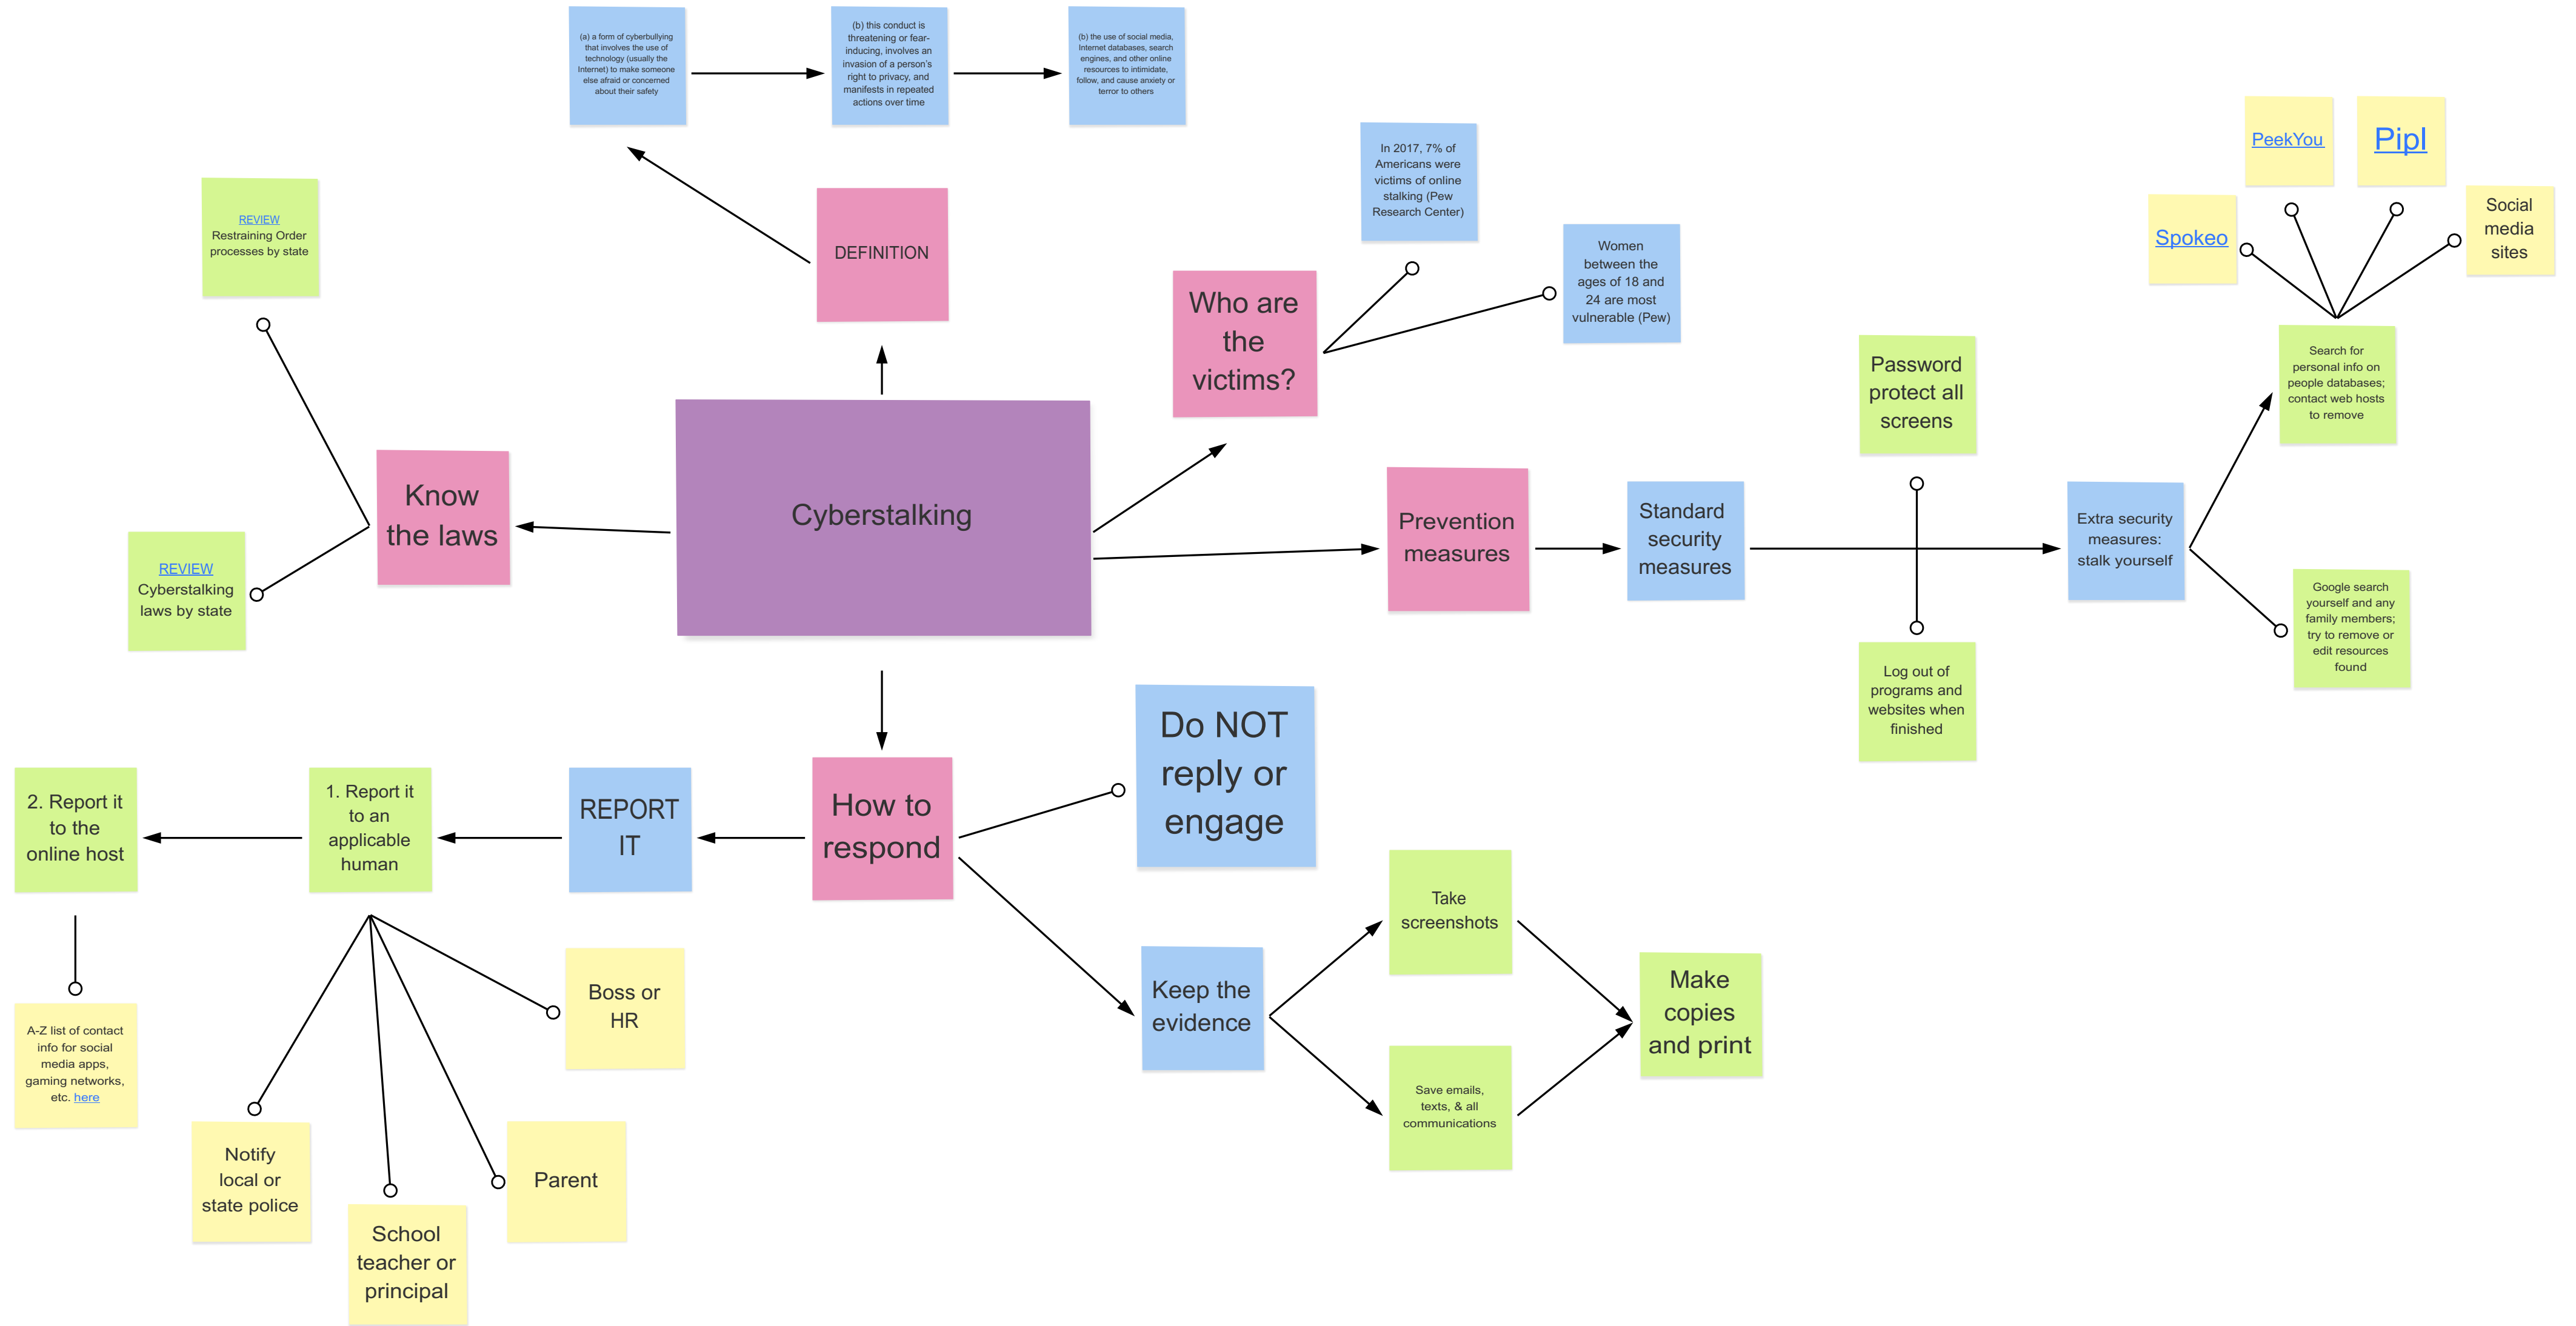 (a) a form of cyberbullying
that involves the use of
technology (usually the
Internet) to make someone
else afraid or concerned
about their safety
(b) this conduct is
threatening or fear-
inducing, involves an
invasion of a person's
right to privacy, and
manifests in repeated
actions over time
(b) the use of social media,
Internet databases, search
engines, and other online
resources to intimidate,
follow, and cause anxiety or
terror to others
DEFINITION
REVIEW
Restraining Order
processes by state
REVIEW
Cyberstalking
laws by state
Know
the laws
Cyberstalking
Who are
the
victims?
In 2017, 7% of
Americans were
victims of online
stalking (Pew
Research Center)
Women
between the
ages of 18 and
24 are most
vulnerable (Pew)
Prevention
measures
Standard
security
measures
Password
protect all
screens
Log out of
programs and
websites when
finished
Extra security
measures:
stalk yourself
Search for
personal info on
people databases;
contact web hosts
to remove
Spokeo
PeekYou
Pipl
Social
media
sites
Google search
yourself and any
family members;
try to remove or
edit resources
found
How to
respond
Do NOT
reply or
engage
Keep the
evidence
Take
screenshots
Save emails,
texts, & all
communications
Make
copies
and print
REPORT
IT
1. Report it
to an
applicable
human
2. Report it
to the
online host
A-Z list of contact
info for social
media apps,
gaming networks,
etc. here
Notify
local or
state police
School
teacher or
principal
Parent
Boss or
HR